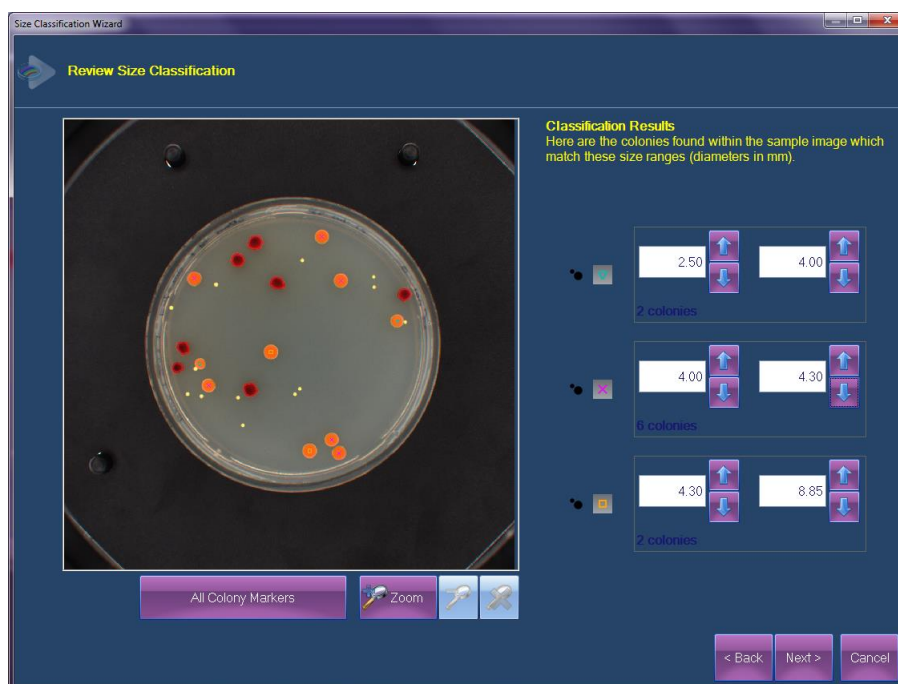 Size Classification Wizard
Review Size Classification
Classification Results
Here are the colonies found within the sample image which
match these size ranges (diameters in mm).
2.50 4.00
2 colonies
4.00 4.30
6 colonies
4.30 8.85
2 colonies
All Colony Markers Zoom
< Back Next > Cancel